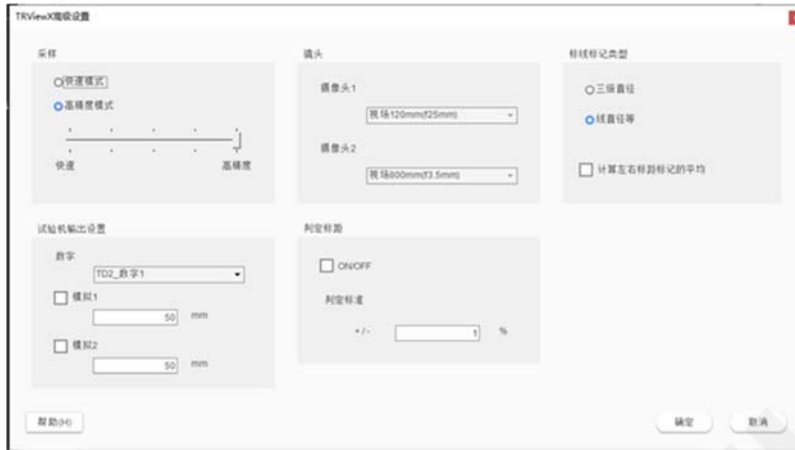 TRViewX高级设置
采样
快速模式
高精度模式
快速
高精度
镜头
摄像头1
视场120mm(f25mm)
摄像头2
视场800mm(f3.5mm)
标线标记类型
三级直径
线直径等
计算左右标距标记的平均
试验机输出设置
数字
TD2_数字1
模拟1
50 mm
模拟2
50 mm
判定标距
ON/OFF
判定标准
+/- 1 %
帮助(H)
确定
取消